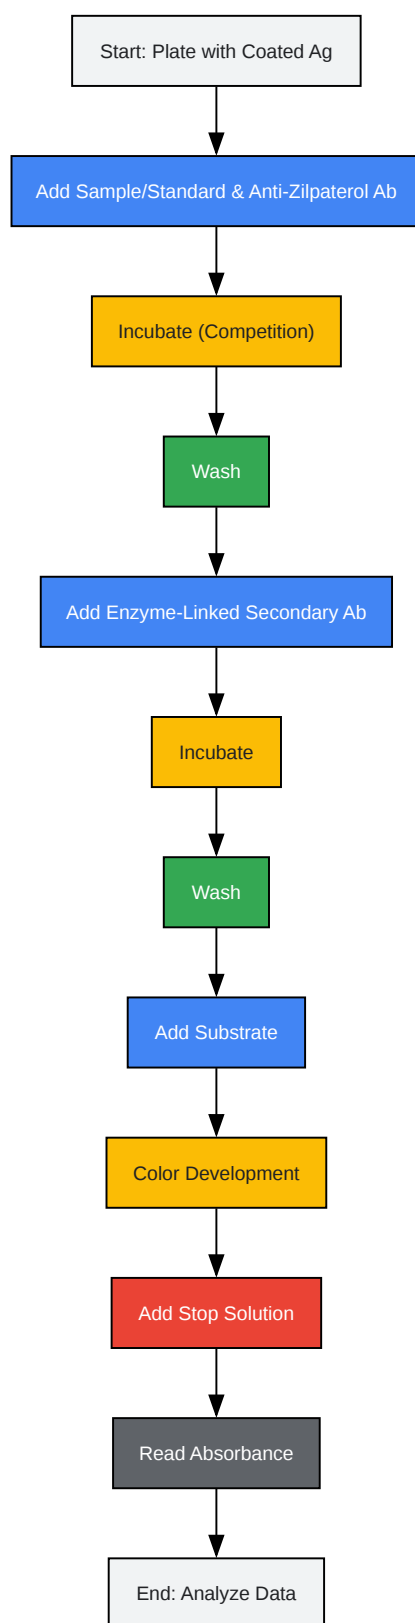 Start: Plate with Coated Ag
Add Sample/Standard & Anti-Zilpaterol Ab
Incubate (Competition)
Wash
Add Enzyme-Linked Secondary Ab
Incubate
Wash
Add Substrate
Color Development
Add Stop Solution
Read Absorbance
End: Analyze Data